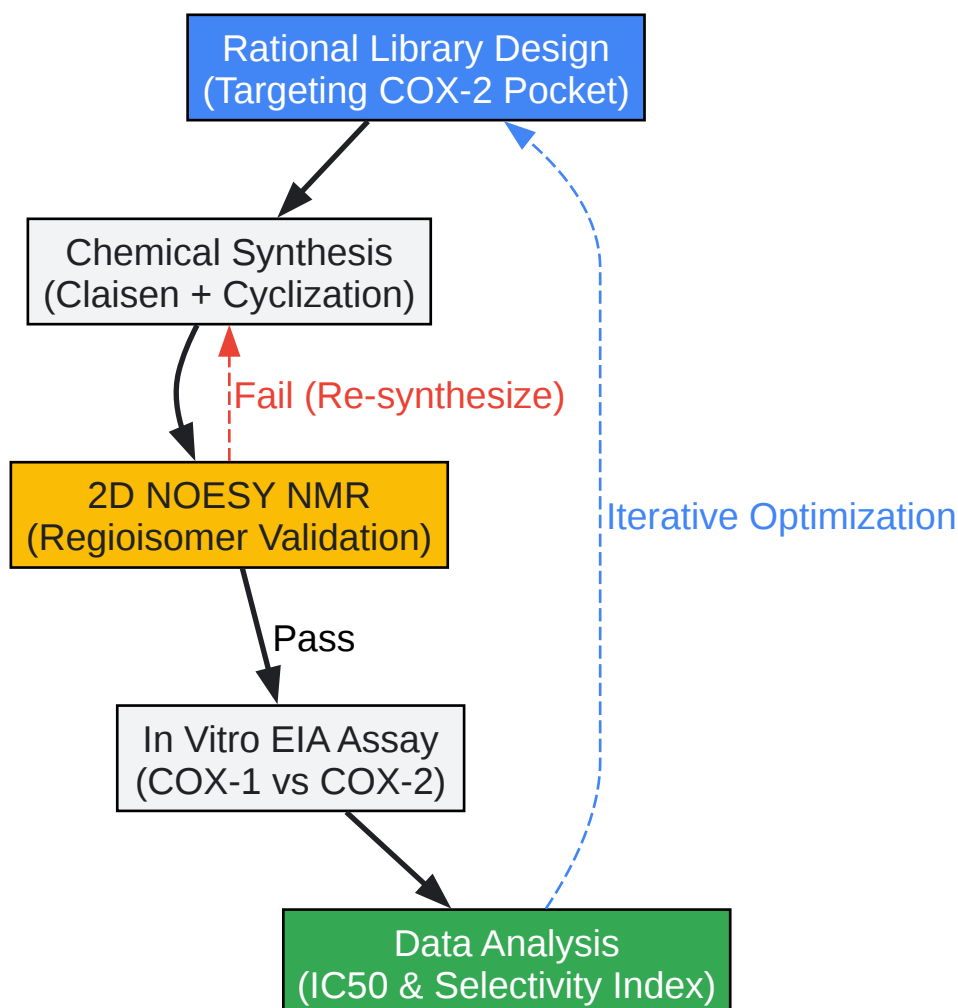 Rational Library Design
(Targeting COX-2 Pocket)
Chemical Synthesis
(Claisen + Cyclization)
Fail (Re-synthesize)
2D NOESY NMR
(Regioisomer Validation)
Iterative Optimization
Pass
In Vitro EIA Assay
(COX-1 vs COX-2)
Data Analysis
(IC50 & Selectivity Index)